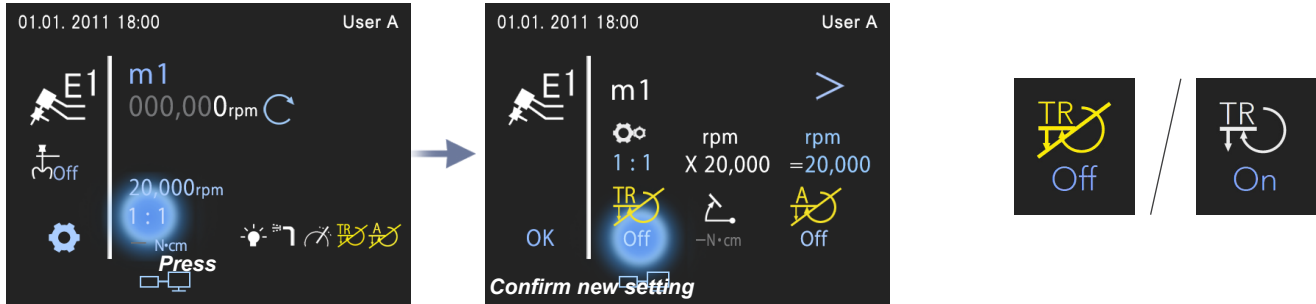 01.01. 2011 18:00 User A
E1
m1
000,000rpm
Off
20,000rpm
1 : 1
N·cm
TR A
Press
01.01. 2011 18:00 User A
E1
m1 >
rpm rpm
1 : 1 X 20,000 =20,000
TR A
OK Off –N·cm Off
Confirm new setting
TR TR
Off On